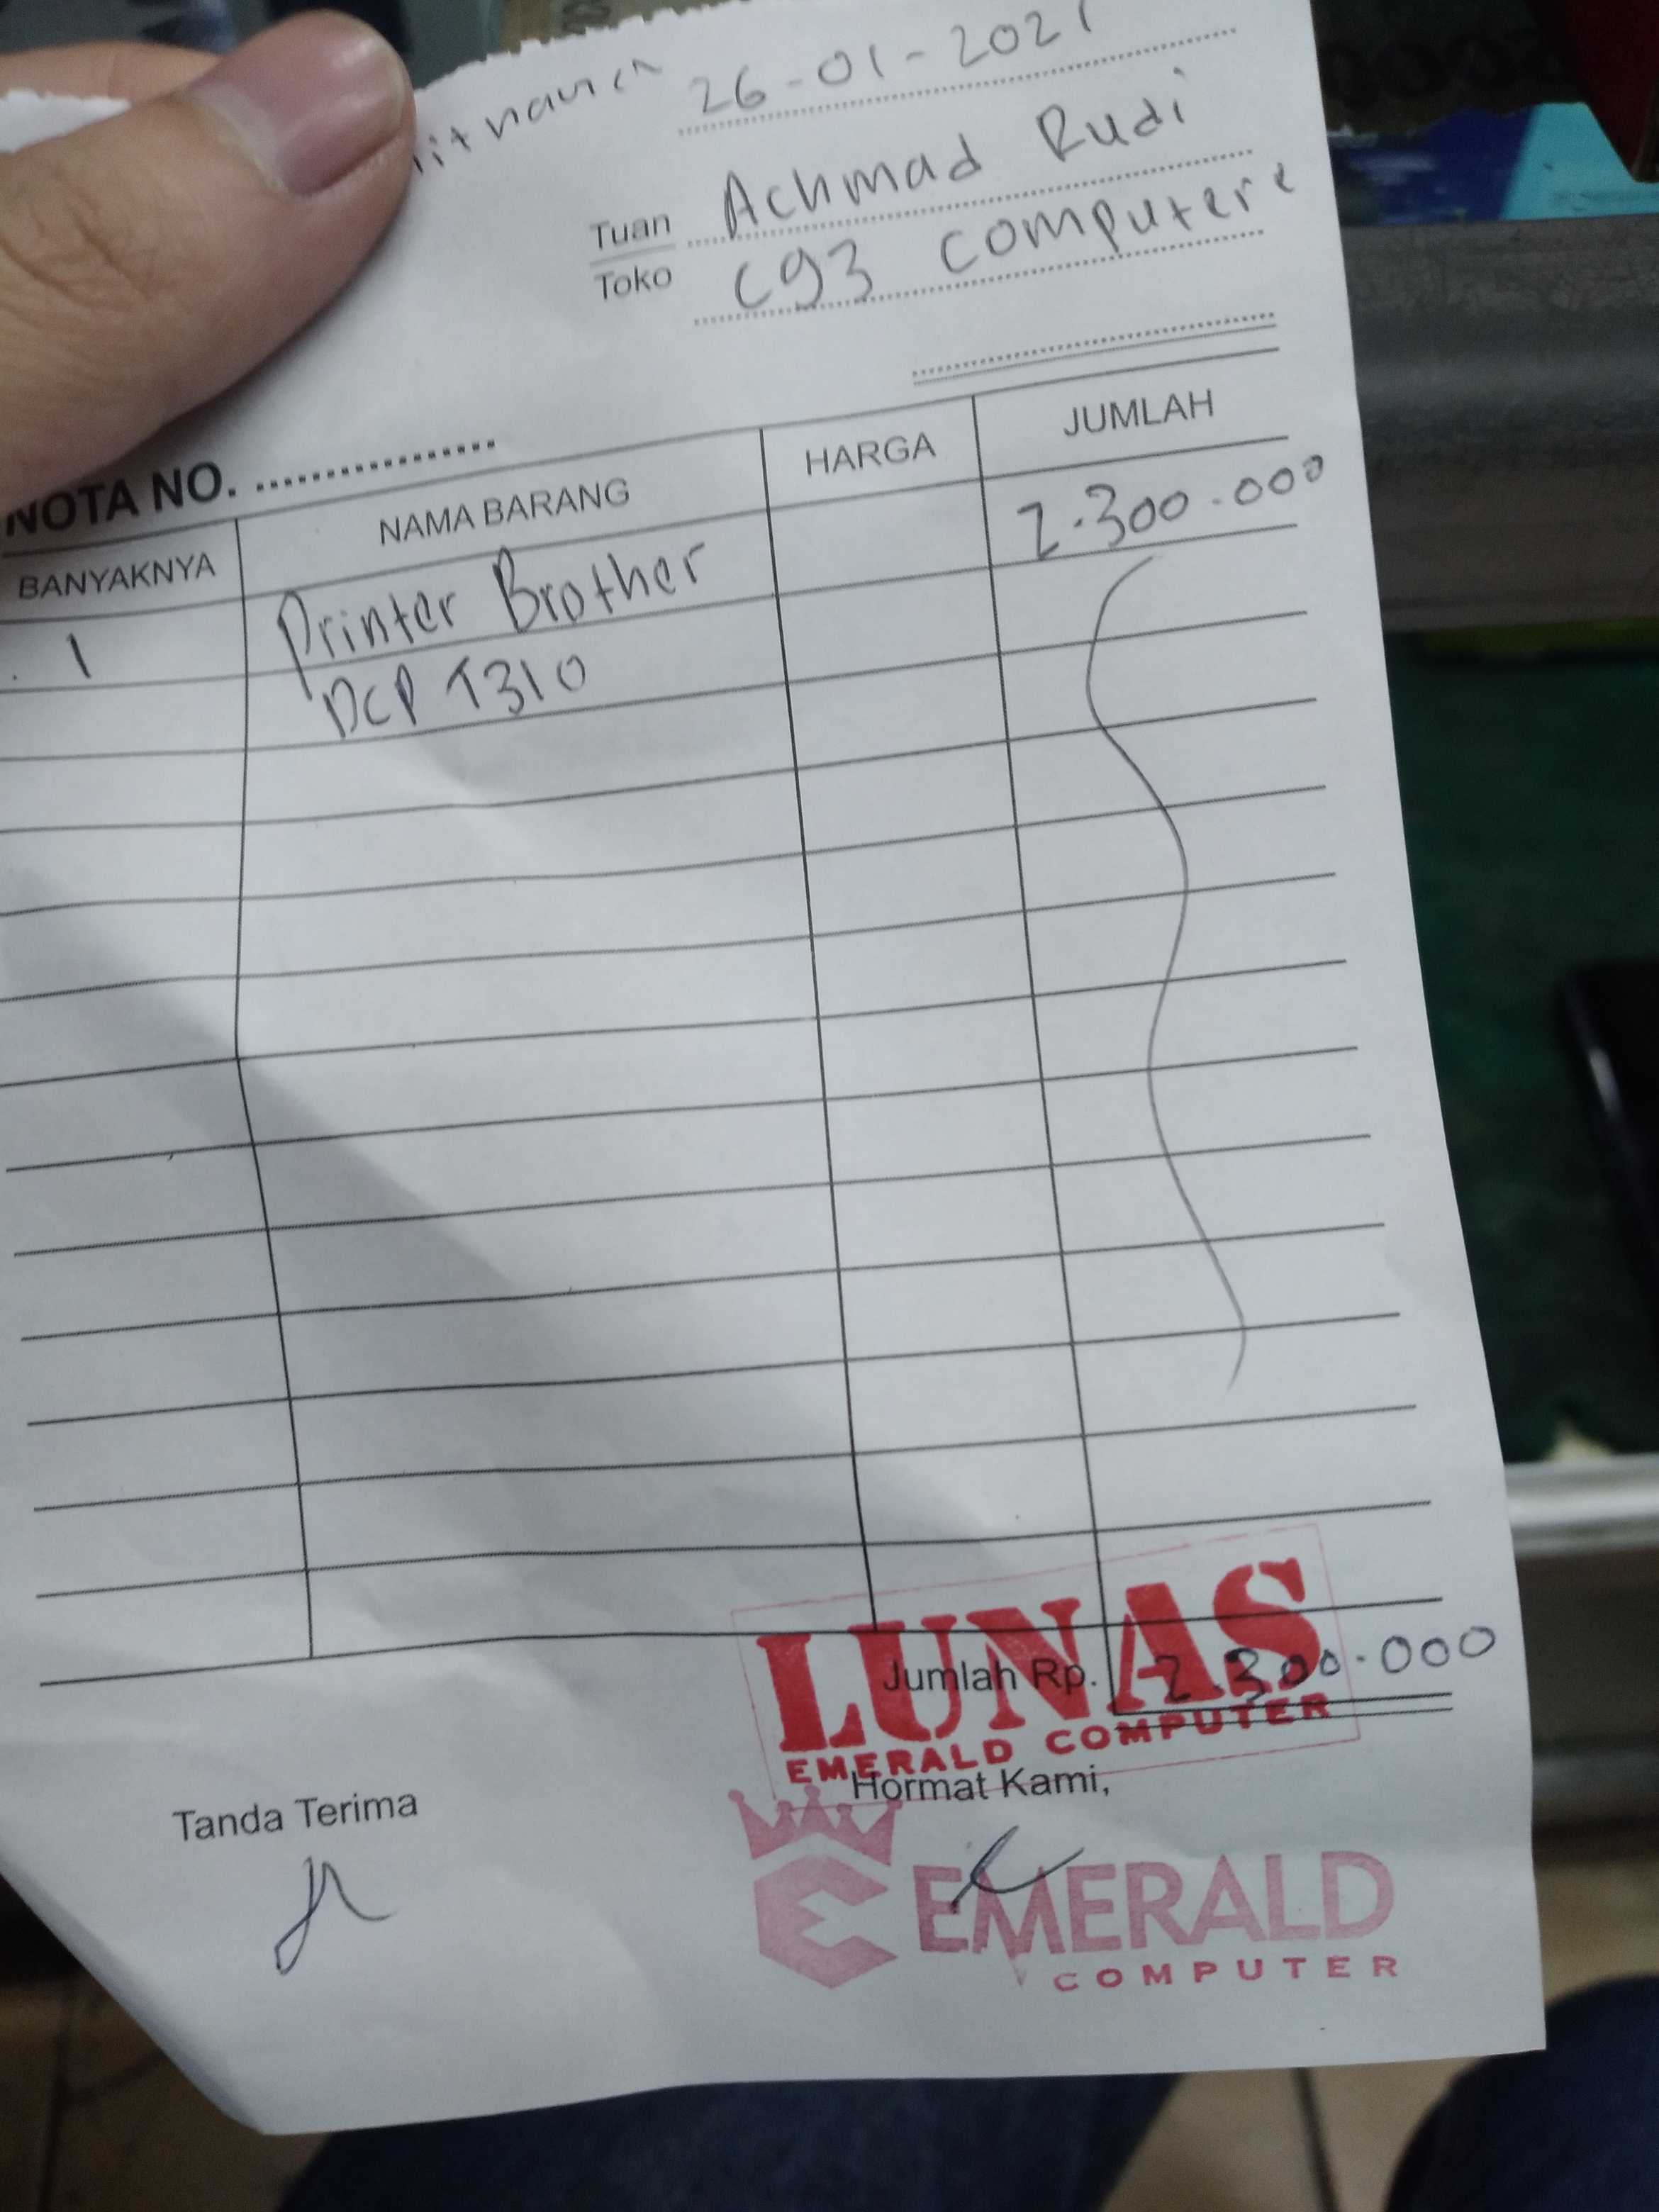 26-01-2021
Tuan Achmad Rudi
Toko C93 computere
NOTA NO. ..................
BANYAKNYA NAMA BARANG HARGA JUMLAH
1 Printer Brother 2.300.000
DCP T310
LUNAS
Jumlah Rp. 2.300.000
EMERALD COMPUTER
Tanda Terima
Hormat Kami,
EMERALD
COMPUTER